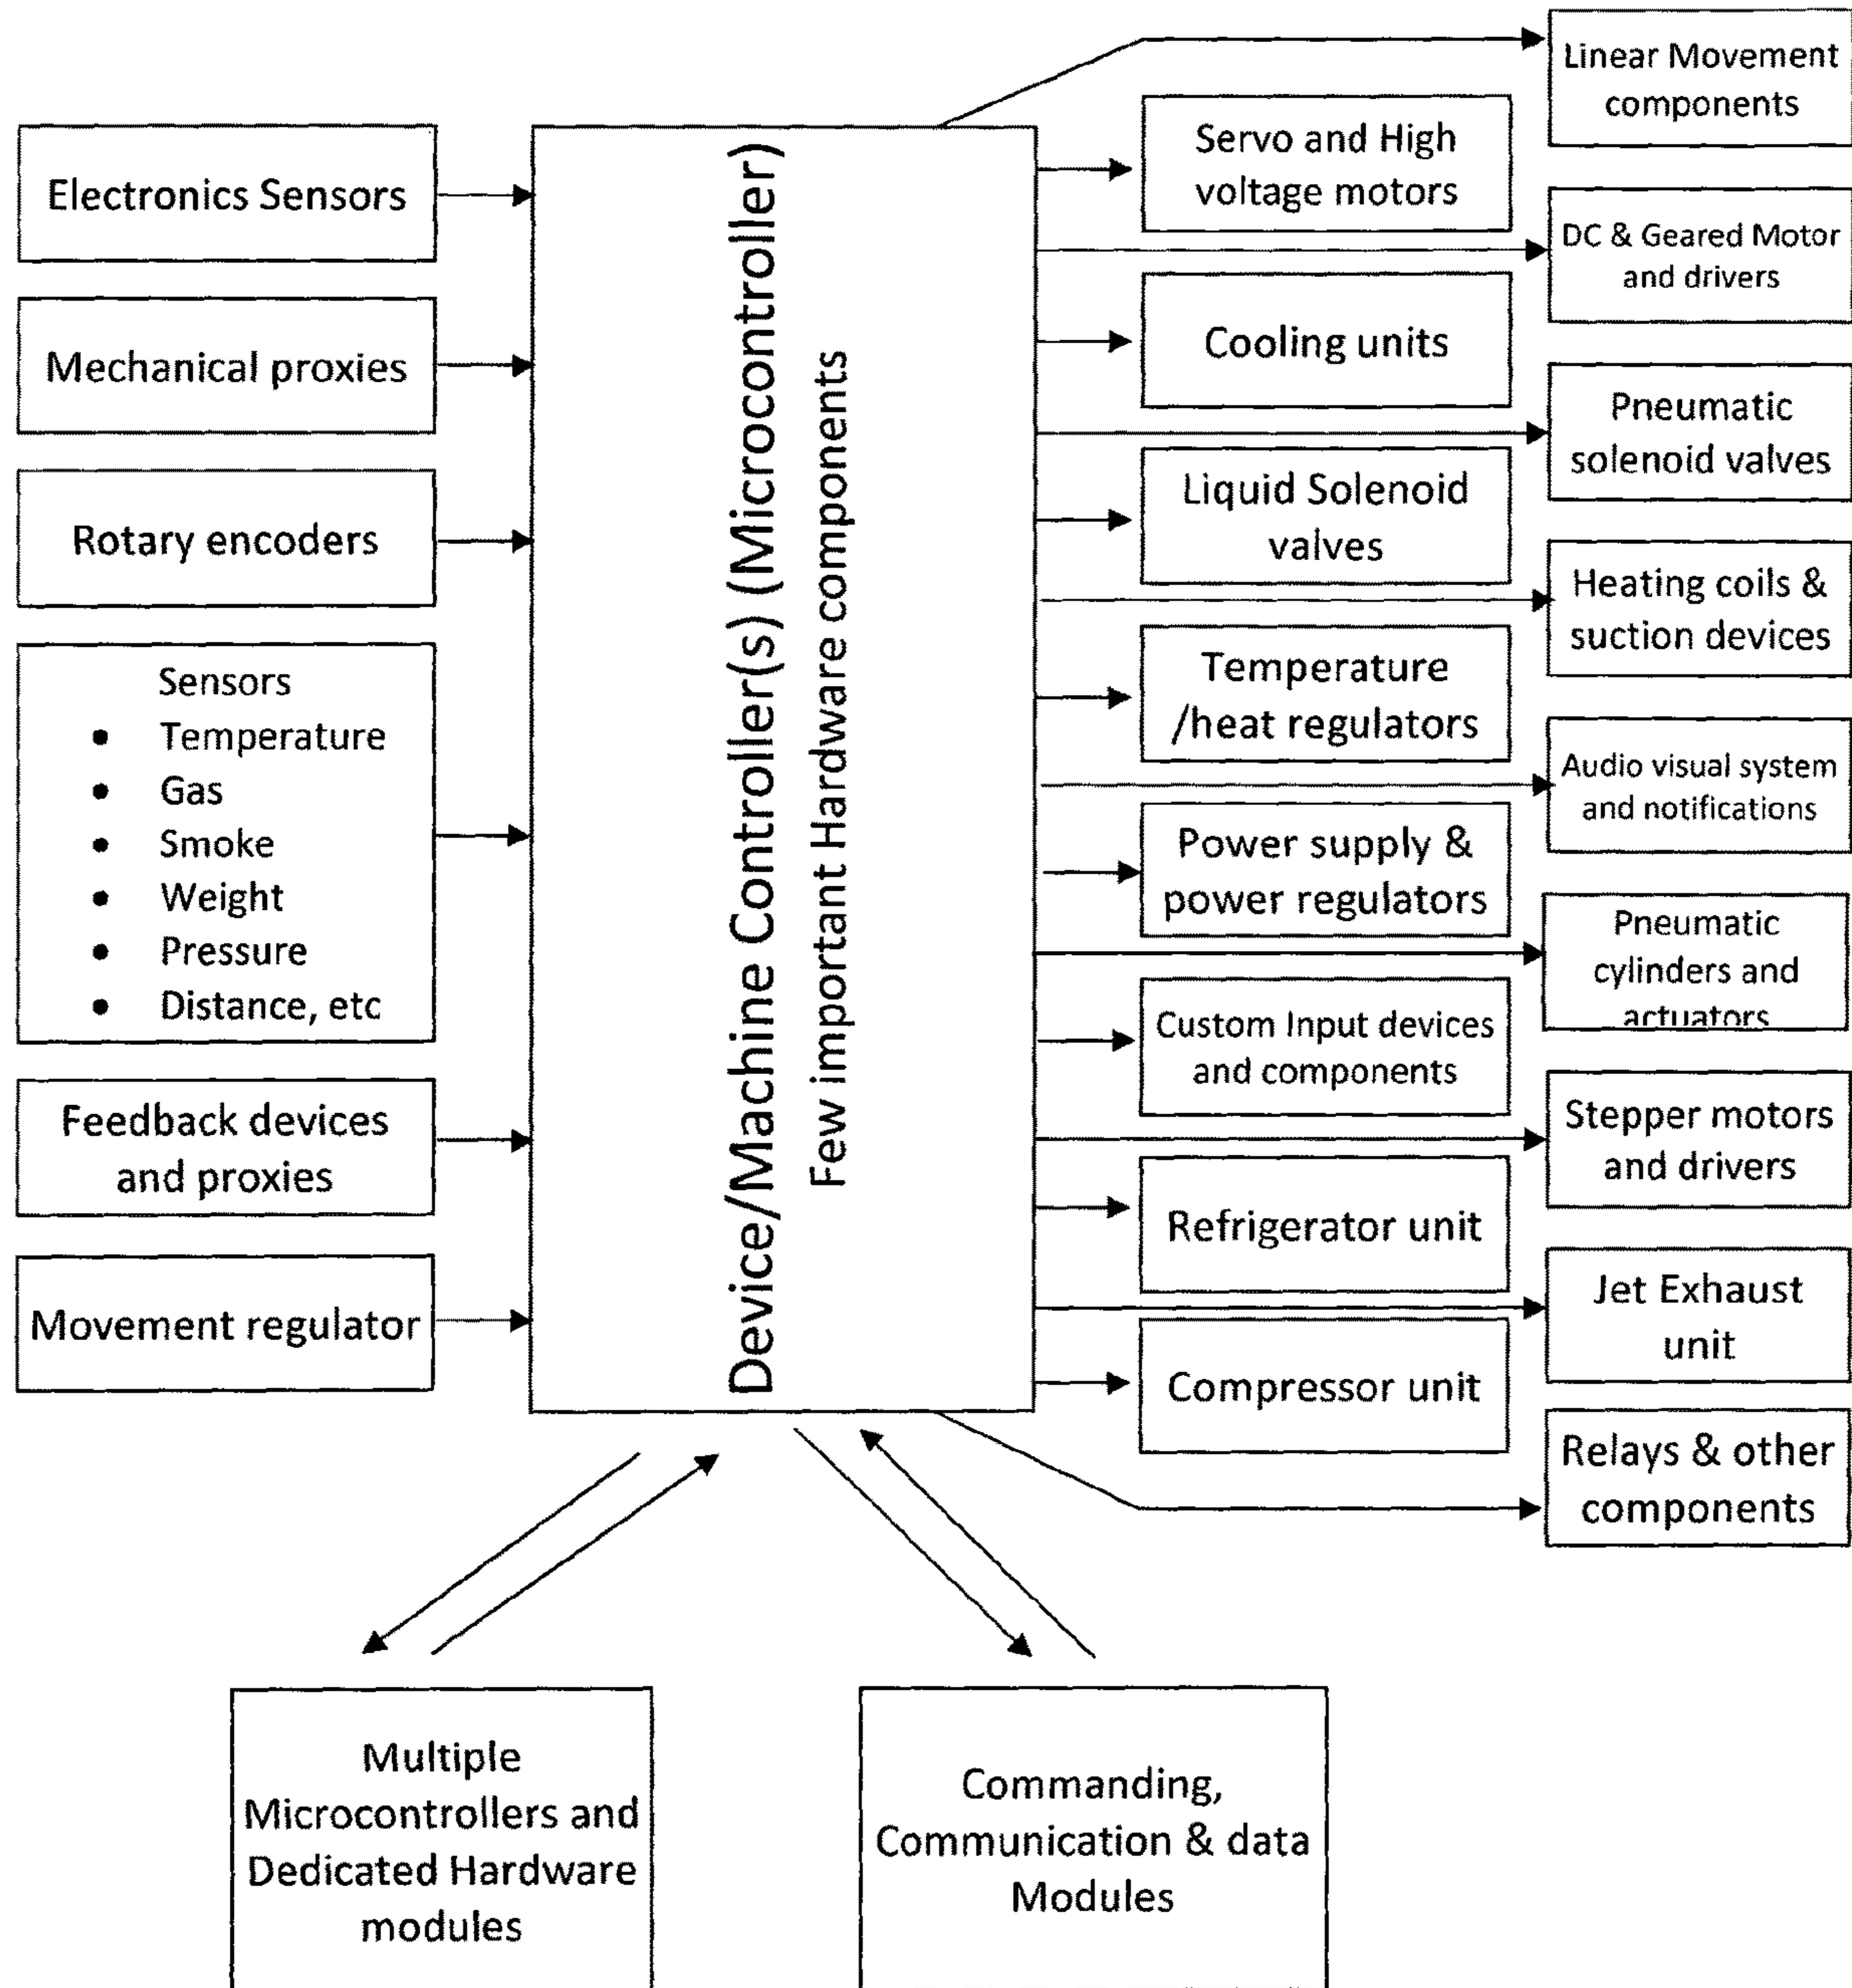 Electronics Sensors
Mechanical proxies
Rotary encoders
Sensors
• Temperature
• Gas
• Smoke
• Weight
• Pressure
• Distance, etc
Feedback devices
and proxies
Movement regulator
Device/Machine Controller(s) (Microcontroller)
Few important Hardware components
Servo and High
voltage motors
Cooling units
Liquid Solenoid
valves
Temperature
/heat regulators
Power supply &
power regulators
Custom Input devices
and components
Refrigerator unit
Compressor unit
Linear Movement
components
DC & Geared Motor
and drivers
Pneumatic
solenoid valves
Heating coils &
suction devices
Audio visual system
and notifications
Pneumatic
cylinders and
actuators
Stepper motors
and drivers
Jet Exhaust
unit
Relays & other
components
Multiple
Microcontrollers and
Dedicated Hardware
modules
Commanding,
Communication & data
Modules